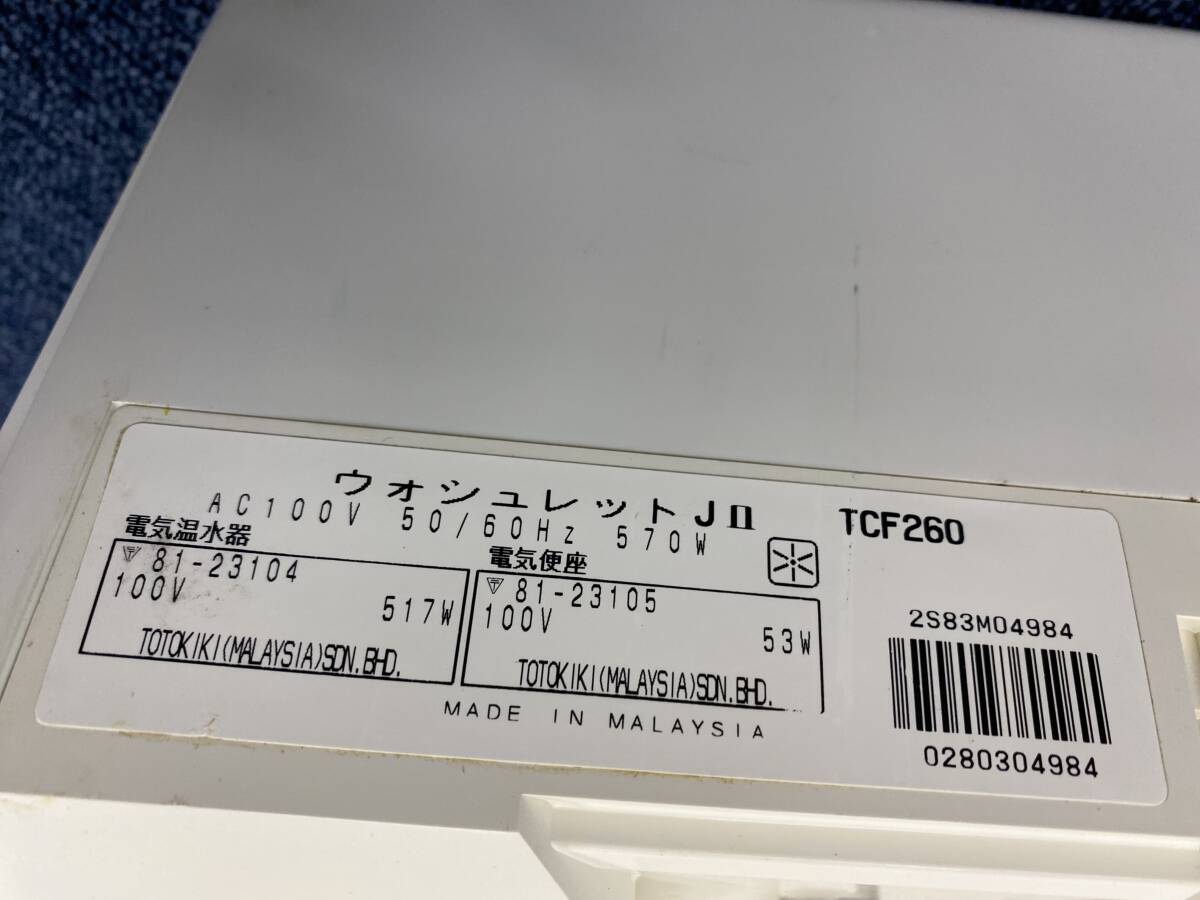 ウォシュレットJⅡ TCF260
AC100V 50/60Hz 570W
電気温水器
81-23104
100V
517W
TOTOKIKI(MALAYSIA)SDN.BHD.
電気便座
81-23105
100V
53W
TOTOKIKI(MALAYSIA)SDN.BHD.
MADE IN MALAYSIA
2S83M04984
0280304984